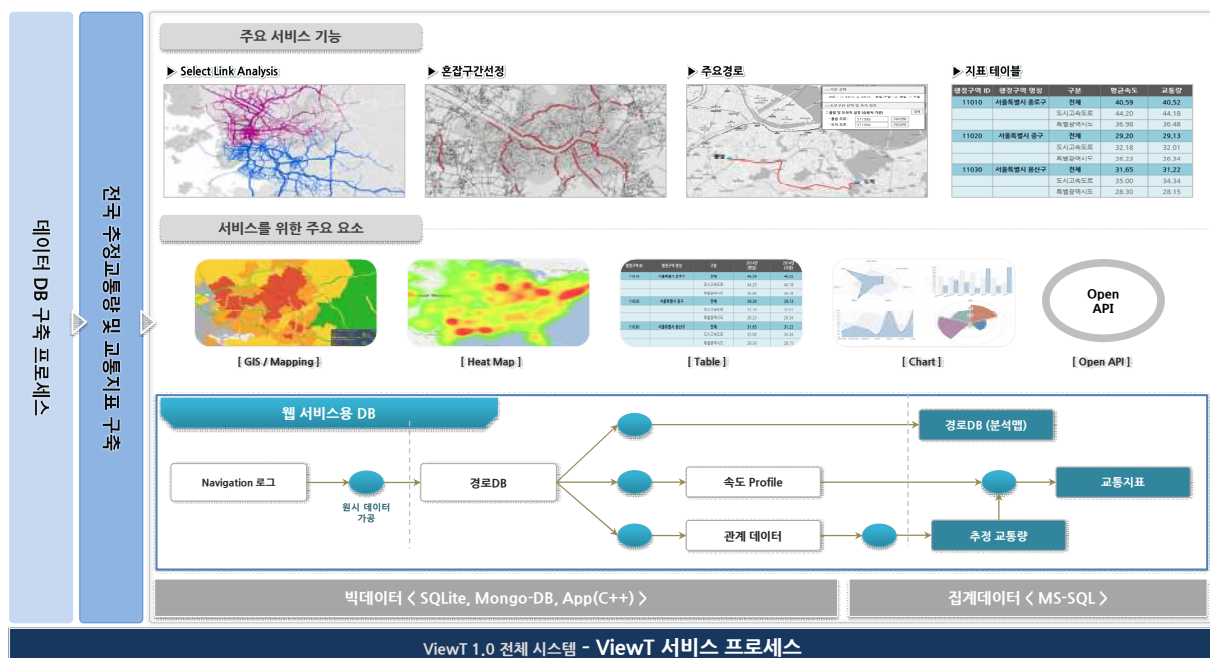 데이터 DB 구축 프로세스
전국 추정교통량 및 교통지표 구축
주요 서비스 기능
▶ Select Link Analysis
▶ 혼잡구간선정
▶ 주요경로
▶ 지표 테이블
행정구역 ID 행정구역 명칭 구분 평균속도 교통량
11010 서울특별시 종로구 전체 40,59 40,52
도시고속도로 44.20 44.18
특별광역시도 36.98 36.48
11020 서울특별시 중구 전체 29,20 29,13
도시고속도로 32.18 32.01
특별광역시도 26.23 26.24
11030 서울특별시 용산구 전체 31,65 31,22
도시고속도로 35.00 34.34
특별광역시도 28.30 28.15
서비스를 위한 주요 요소
Open
API
[ GIS / Mapping ]
[ Heat Map ]
[ Table ]
[ Chart ]
[ Open API ]
웹 서비스용 DB
경로DB (분석맵)
Navigation 로그
경로DB
속도 Profile
교통지표
원시 데이터
가공
관계 데이터
추정 교통량
빅데이터 < SQLite, Mongo-DB, App(C++) >
집계데이터 < MS-SQL >
ViewT 1.0 전체 시스템 - ViewT 서비스 프로세스